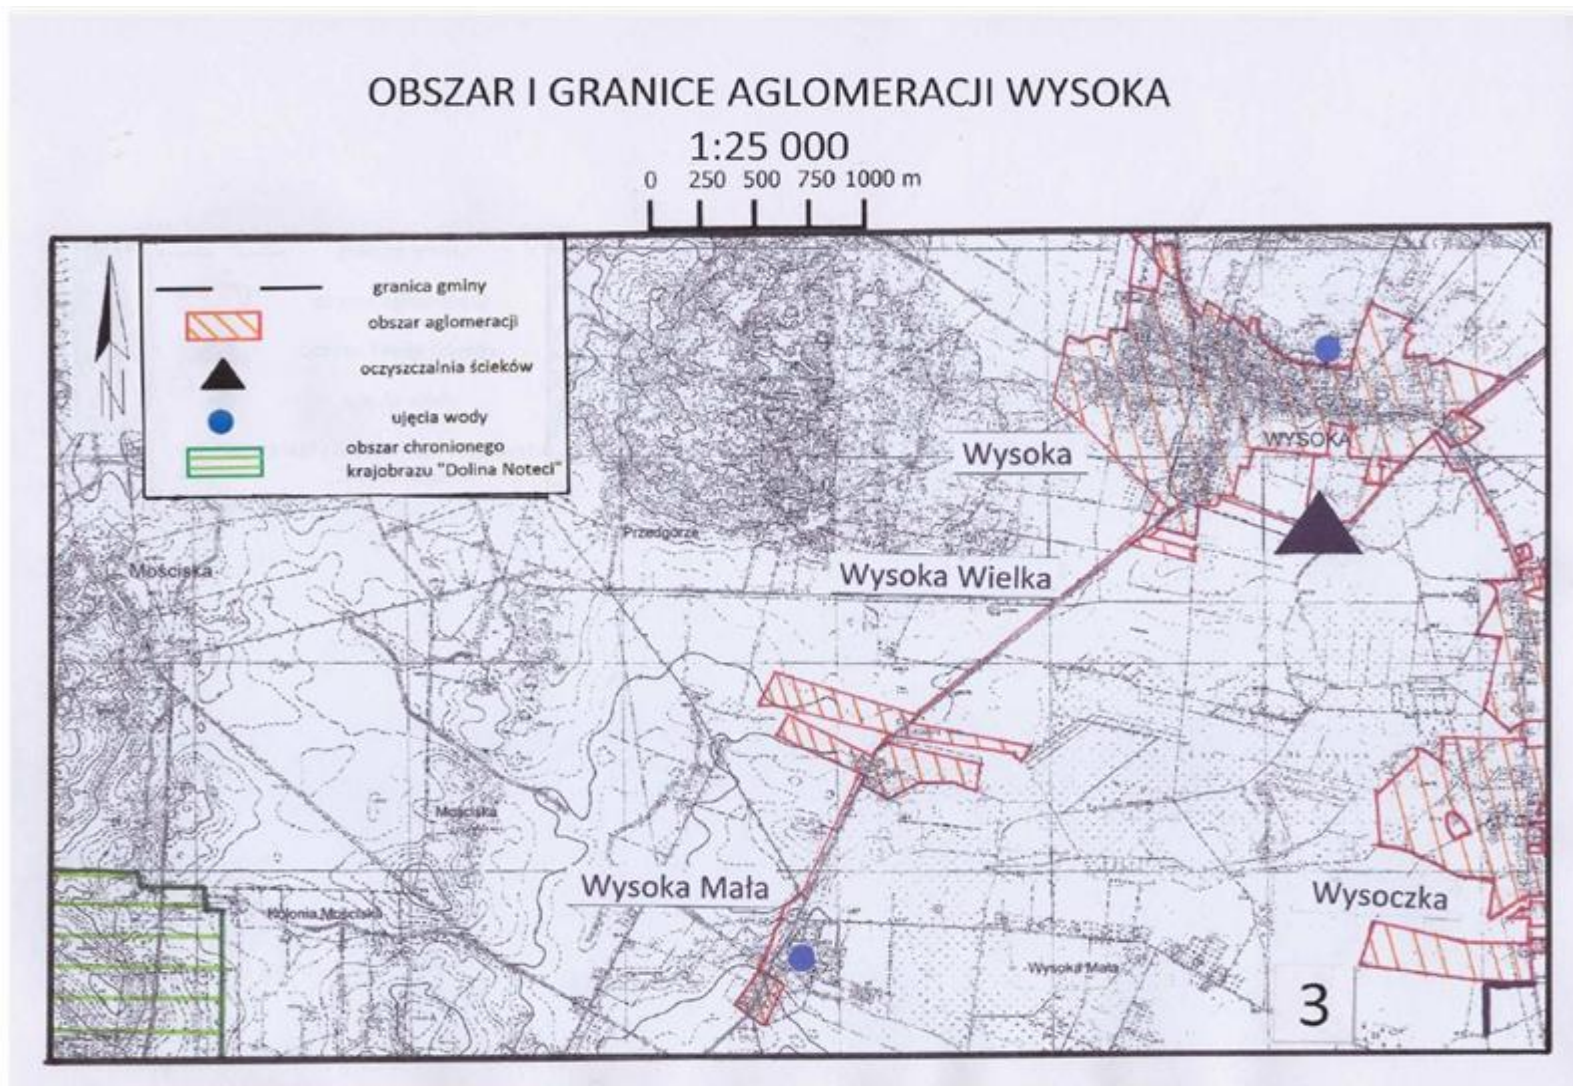 OBSZAR I GRANICE AGLOMERACJI WYSOKA
1:25 000
0 250 500 750 1000 m
granica gminy
obszar aglomeracji
oczyszczalnia ścieków
ujęcia wody
obszar chronionego
krajobrazu "Dolina Noteci"
N
WYSOKA
Wysoka
Przedgórze
Mościska
Wysoka Wielka
Mościska
Wysoka Mała
Wysoczka
Kolonia Mościska
Wysoka Mała
3